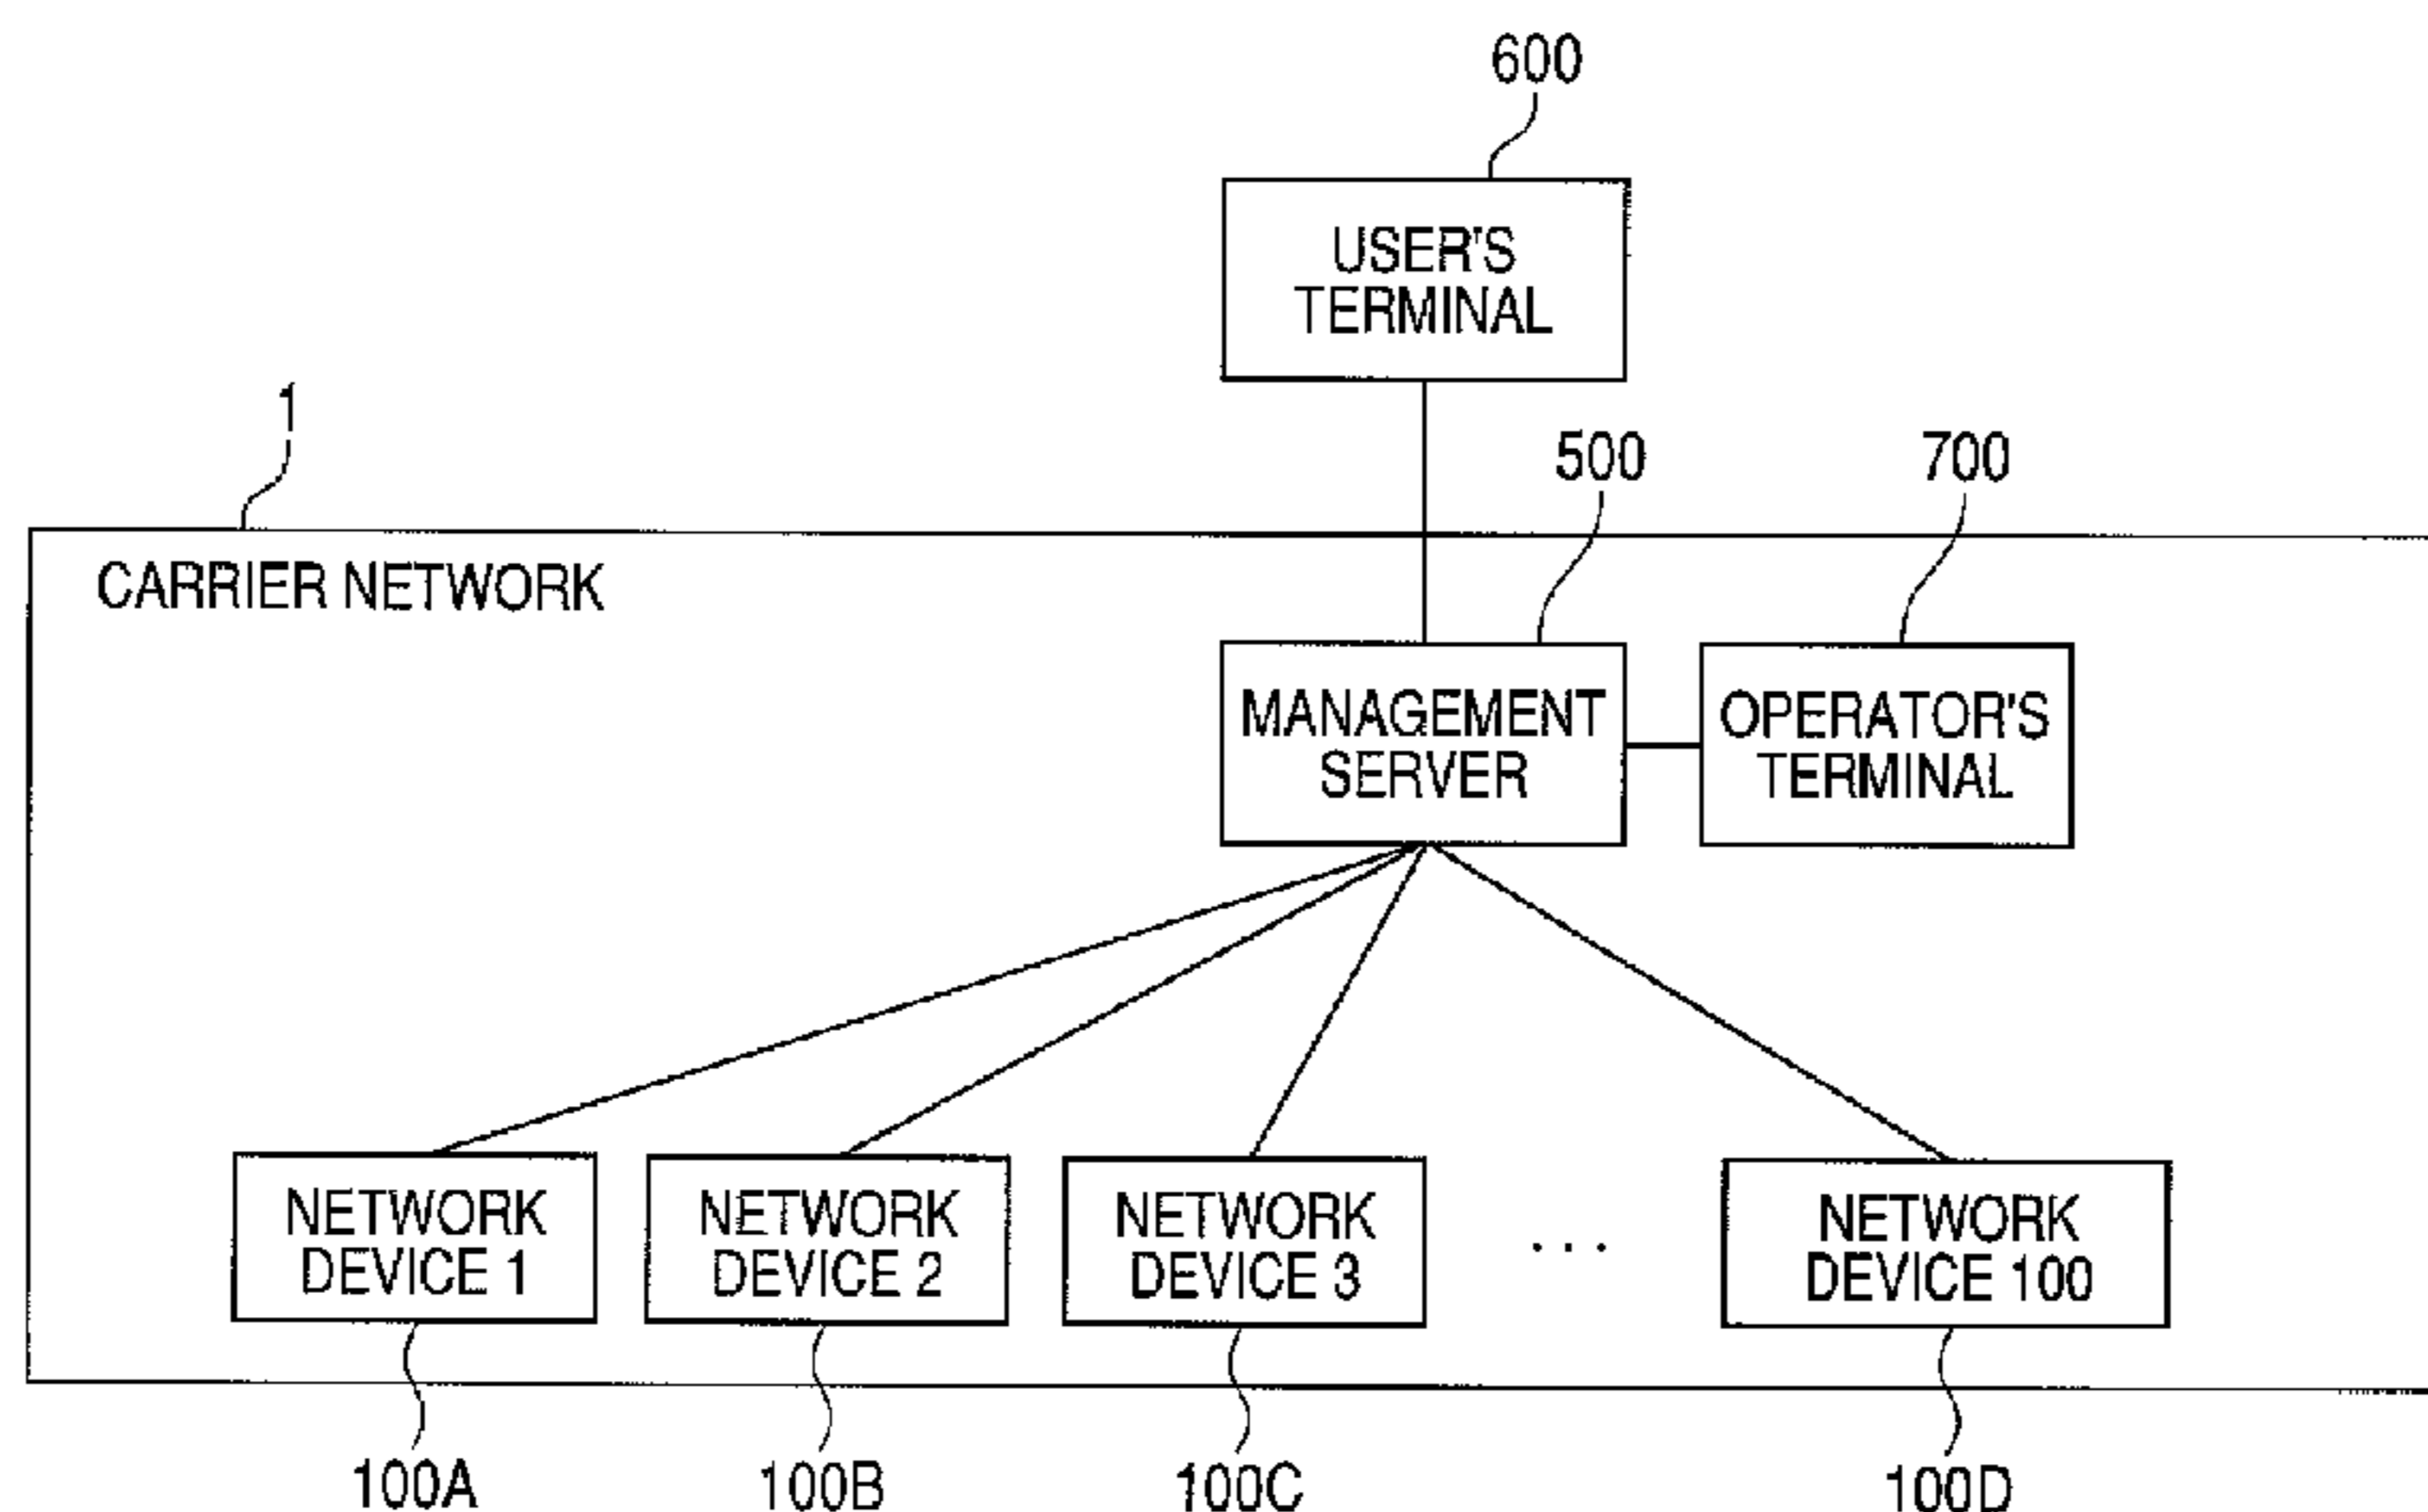 600
USER'S
TERMINAL
1
500
700
CARRIER NETWORK
MANAGEMENT
SERVER
OPERATOR'S
TERMINAL
NETWORK
DEVICE 1
NETWORK
DEVICE 2
NETWORK
DEVICE 3
...
NETWORK
DEVICE 100
100A
100B
100C
100D